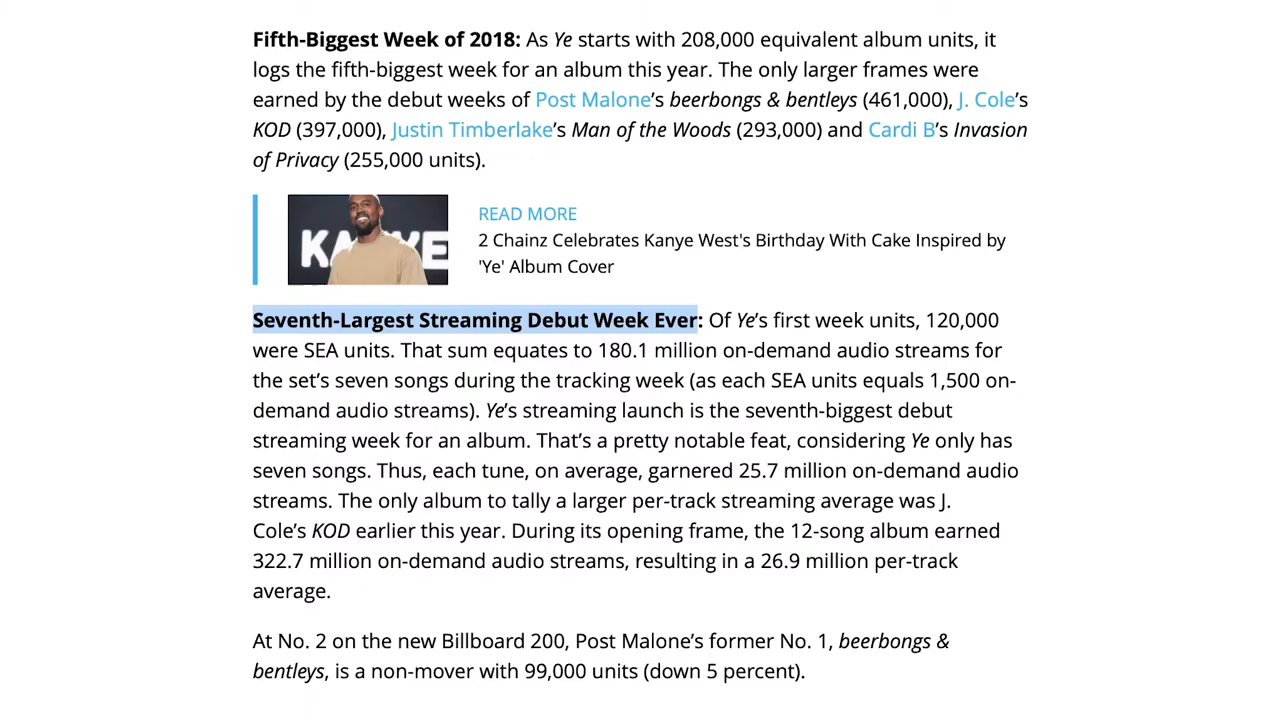 Fifth-Biggest Week of 2018: As Ye starts with 208,000 equivalent album units, it
logs the fifth-biggest week for an album this year. The only larger frames were
earned by the debut weeks of Post Malone's beerbongs & bentleys (461,000), J. Cole's
KOD (397,000), Justin Timberlake's Man of the Woods (293,000) and Cardi B's Invasion
of Privacy (255,000 units).
KANYE
READ MORE
2 Chainz Celebrates Kanye West's Birthday With Cake Inspired by
'Ye' Album Cover
Seventh-Largest Streaming Debut Week Ever: Of Ye's first week units, 120,000
were SEA units. That sum equates to 180.1 million on-demand audio streams for
the set's seven songs during the tracking week (as each SEA units equals 1,500 on-
demand audio streams). Ye's streaming launch is the seventh-biggest debut
streaming week for an album. That's a pretty notable feat, considering Ye only has
seven songs. Thus, each tune, on average, garnered 25.7 million on-demand audio
streams. The only album to tally a larger per-track streaming average was J.
Cole's KOD earlier this year. During its opening frame, the 12-song album earned
322.7 million on-demand audio streams, resulting in a 26.9 million per-track
average.
At No. 2 on the new Billboard 200, Post Malone's former No. 1, beerbongs &
bentleys, is a non-mover with 99,000 units (down 5 percent).